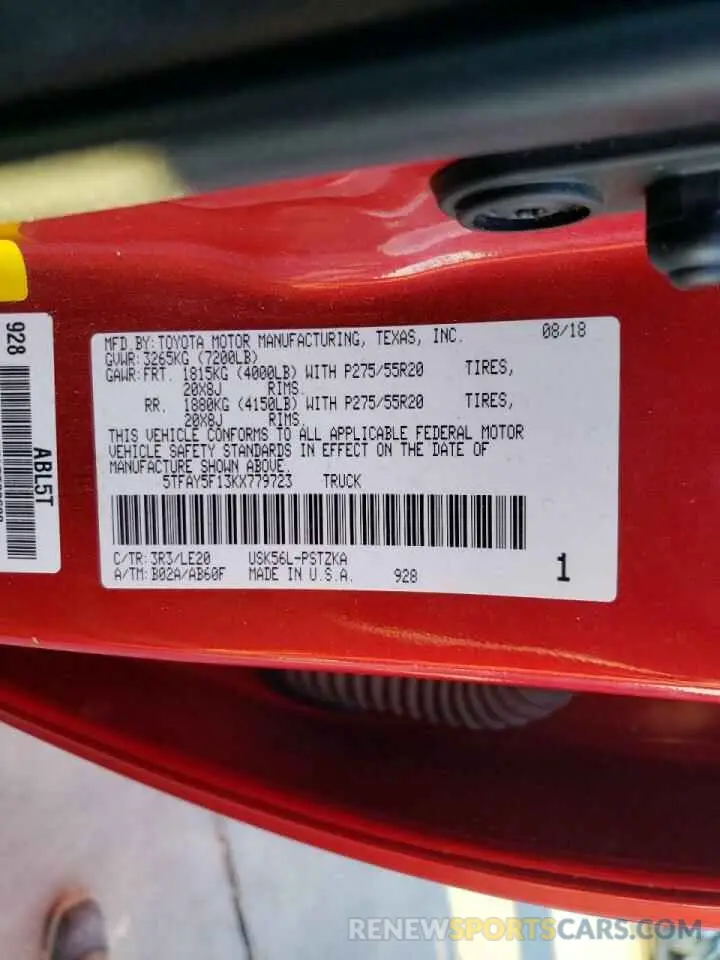 MFD BY: TOYOTA MOTOR MANUFACTURING, TEXAS, INC. 08/18
GVWR: 3265KG (7200LB)
GAWR: FRT. 1815KG (4000LB) WITH P275/55R20 TIRES,
20X8J RIMS.
RR. 1880KG (4150LB) WITH P275/55R20 TIRES,
20X8J RIMS.
THIS VEHICLE CONFORMS TO ALL APPLICABLE FEDERAL MOTOR
VEHICLE SAFETY STANDARDS IN EFFECT ON THE DATE OF
MANUFACTURE SHOWN ABOVE.
5TFAY5F13KX779723 TRUCK
C/TR: 3R3/LE20 USK56L-PSTZKA
A/TM: B02A/AB60F MADE IN U.S.A. 928
1
928
ABL5T
RENEWSPORTSCARS.COM